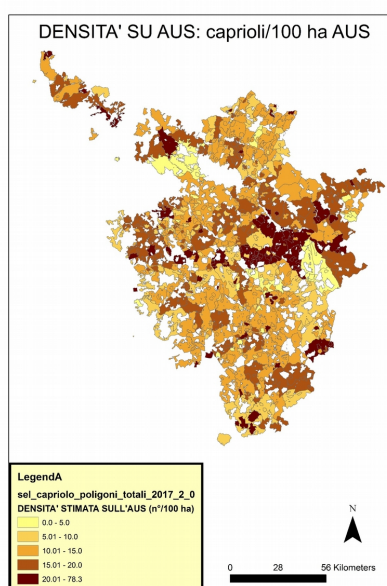 DENSITA' SU AUS: caprioli/100 ha AUS
LegendA
sel_capriolo_poligoni_totali_2017_2_0
DENSITA' STIMATA SULL'AUS (n°/100 ha)
0.0 - 5.0
5.01 - 10.0
10.01 - 15.0
15.01 - 20.0
20.01 - 78.3
N
0 28 56 Kilometers